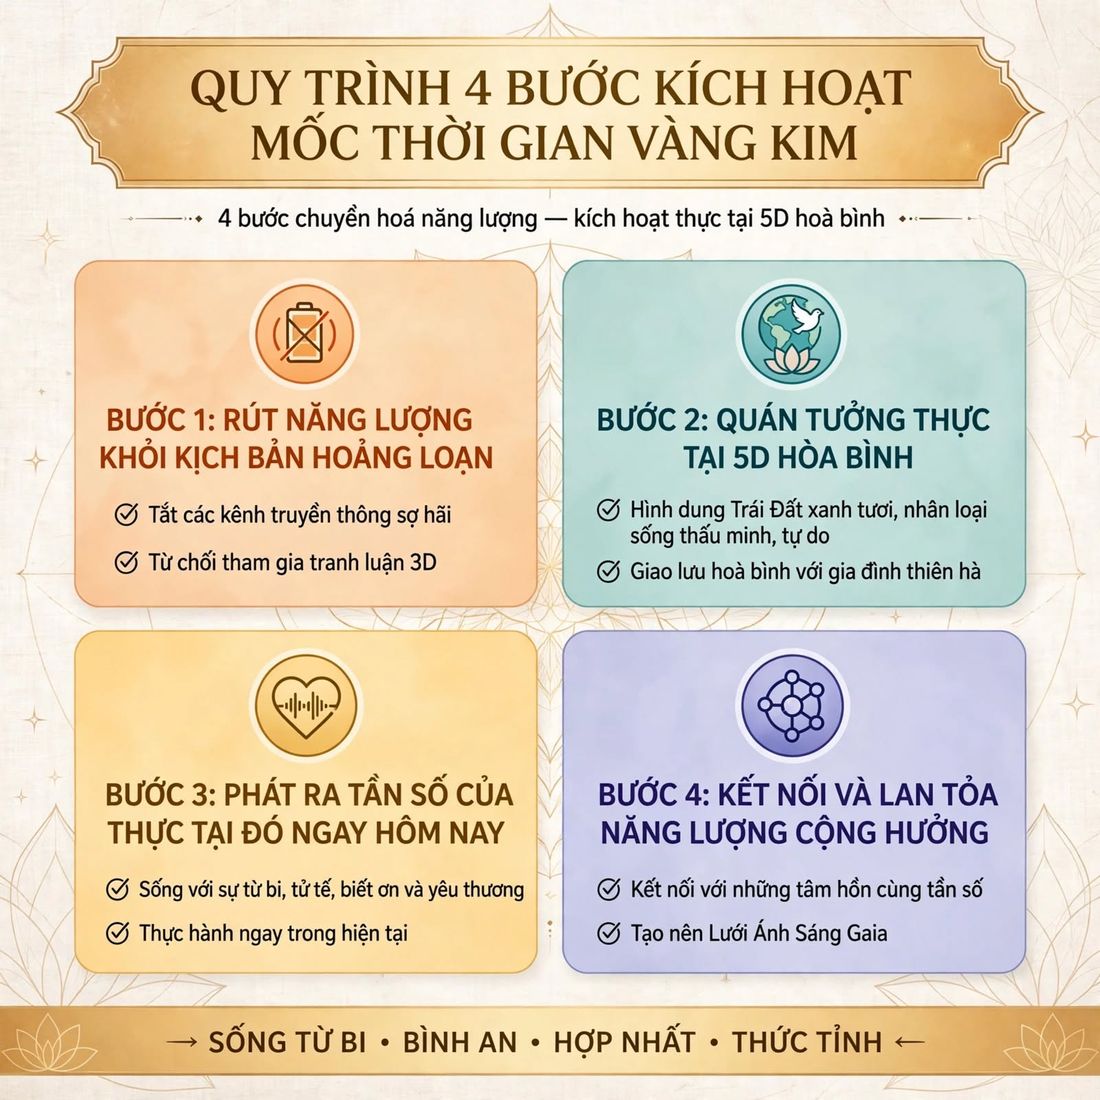 QUY TRÌNH 4 BƯỚC KÍCH HOẠT
MỐC THỜI GIAN VÀNG KIM
4 bước chuyển hoá năng lượng — kích hoạt thực tại 5D hoà bình
BƯỚC 1: RÚT NĂNG LƯỢNG
KHỎI KỊCH BẢN HOẢNG LOẠN
Tắt các kênh truyền thông sợ hãi
Từ chối tham gia tranh luận 3D
BƯỚC 2: QUÁN TƯỞNG THỰC
TẠI 5D HÒA BÌNH
Hình dung Trái Đất xanh tươi, nhân loại
sống thấu minh, tự do
Giao lưu hoà bình với gia đình thiên hà
BƯỚC 3: PHÁT RA TẦN SỐ CỦA
THỰC TẠI ĐÓ NGAY HÔM NAY
Sống với sự từ bi, tử tế, biết ơn và yêu thương
Thực hành ngay trong hiện tại
BƯỚC 4: KẾT NỐI VÀ LAN TỎA
NĂNG LƯỢNG CỘNG HƯỞNG
Kết nối với những tâm hồn cùng tần số
Tạo nên Lưới Ánh Sáng Gaia
→ SỐNG TỪ BI • BÌNH AN • HỢP NHẤT • THỨC TỈNH ←